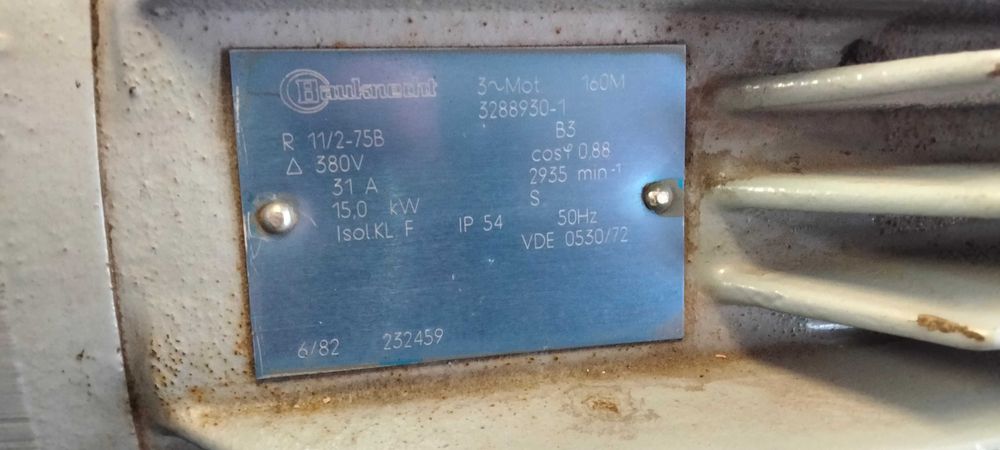 Bauknecht 3~Mot 160M
3288930-1
R 11/2-75B B3
Δ 380V cosφ 0,88
31 A 2935 min⁻¹
15,0 kW S
Isol.KL F IP 54 50Hz
VDE 0530/72
6/82 232459